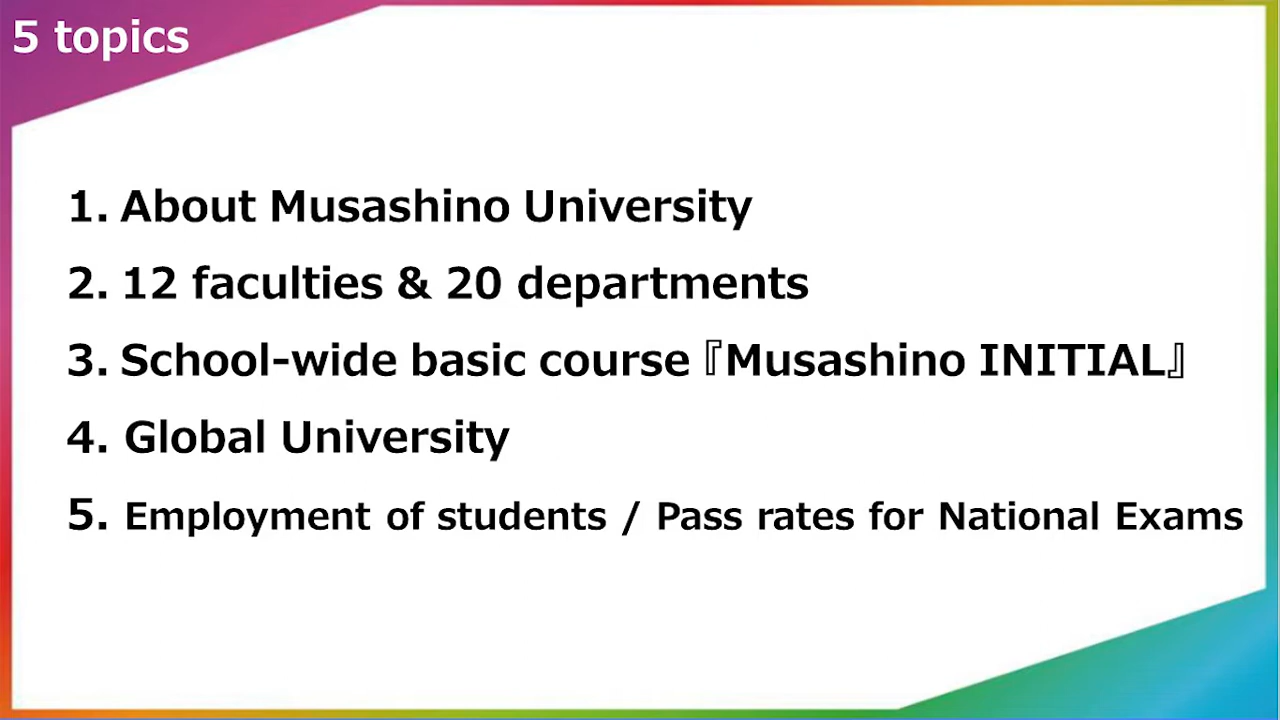 5 topics
1. About Musashino University
2. 12 faculties & 20 departments
3. School-wide basic course『Musashino INITIAL』
4. Global University
5. Employment of students / Pass rates for National Exams